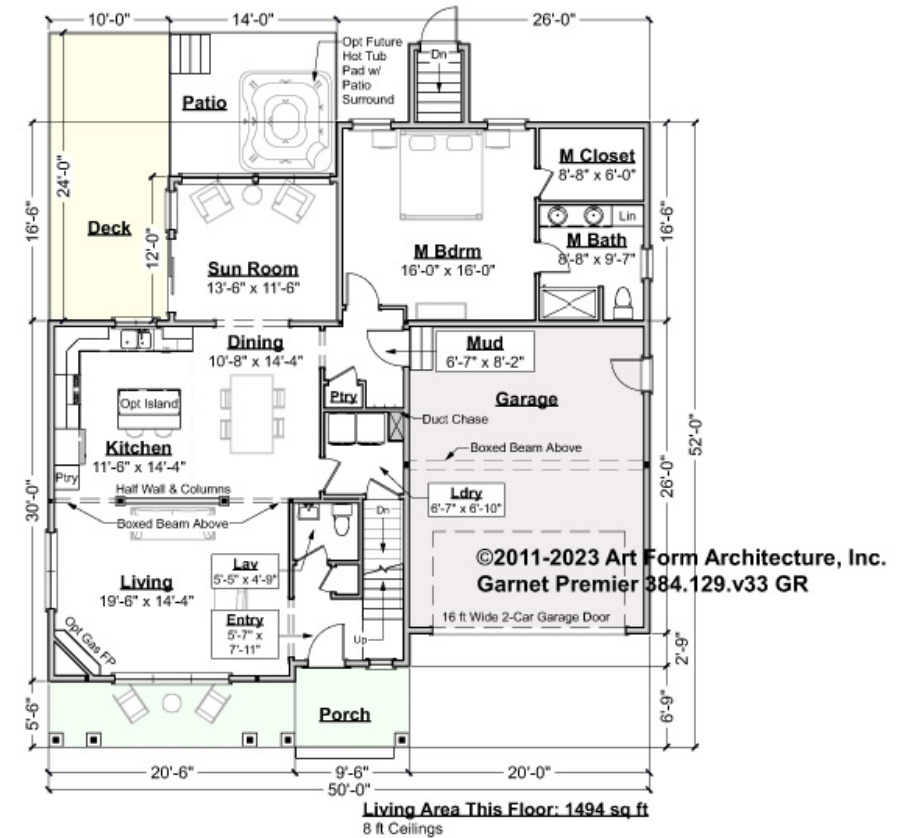 10'-0"
14'-0"
26'-0"
Opt Future
Hot Tub
Pad w/
Patio
Surround
Dn
Patio
24'-0"
16'-6"
Deck
12'-0"
Sun Room
13'-6" x 11'-6"
M Bdrm
16'-0" x 16'-0"
M Closet
8'-8" x 6'-0"
Lin
M Bath
8'-8" x 9'-7"
16'-6"
Dining
10'-8" x 14'-4"
Mud
6'-7" x 8'-2"
Ptry
Opt Island
Garage
Duct Chase
Kitchen
11'-6" x 14'-4"
Boxed Beam Above
52'-0"
26'-0"
Ptry
Half Wall & Columns
Ldry
6'-7" x 6'-10"
30'-0"
Boxed Beam Above
Dn
Lav
5'-5" x 4'-9"
©2011-2023 Art Form Architecture, Inc.
Garnet Premier 384.129.v33 GR
Living
19'-6" x 14'-4"
Entry
5'-7" x
7'-11"
16 ft Wide 2-Car Garage Door
Up
Opt Gas FP
2'-9"
5'-6"
Porch
6'-9"
20'-6"
9'-6"
20'-0"
50'-0"
Living Area This Floor: 1494 sq ft
8 ft Ceilings